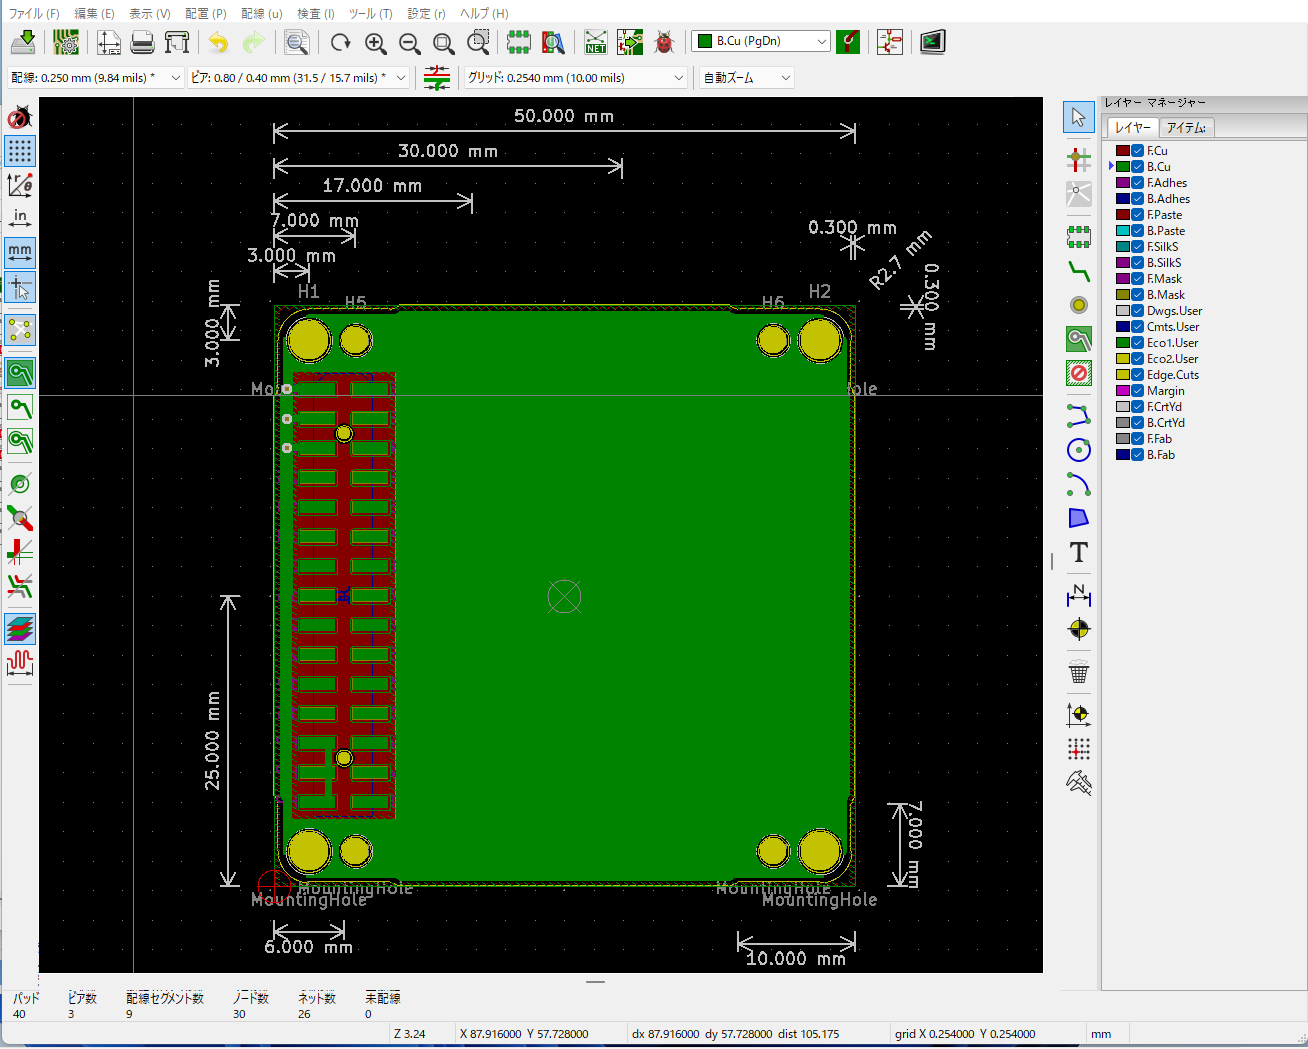 ファイル (F) 編集 (E) 表示 (V) 配置 (P) 配線 (u) 検査 (I) ツール (T) 設定 (r) ヘルプ (H)
B.Cu (PgDn)
配線: 0.250 mm (9.84 mils) * ビア: 0.80 / 0.40 mm (31.5 / 15.7 mils) * グリッド: 0.2540 mm (10.00 mils) 自動ズーム
NET
in
mm
50.000 mm
30.000 mm
17.000 mm
7.000 mm
3.000 mm
0.300 mm
R2.7 mm
0.300 mm
3.000 mm
H1
H5
H6
H2
25.000 mm
7.000 mm
MountingHole
MountingHole
MountingHole
MountingHole
6.000 mm
10.000 mm
T
N
レイヤー マネージャー
レイヤー アイテム:
F.Cu
B.Cu
F.Adhes
B.Adhes
F.Paste
B.Paste
F.SilkS
B.SilkS
F.Mask
B.Mask
Dwgs.User
Cmts.User
Eco1.User
Eco2.User
Edge.Cuts
Margin
F.CrtYd
B.CrtYd
F.Fab
B.Fab
パッド ビア数 配線セグメント数 ノード数 ネット数 未配線
40 3 9 30 26 0
Z 3.24 X 87.916000 Y 57.728000 dx 87.916000 dy 57.728000 dist 105.175 grid X 0.254000 Y 0.254000 mm